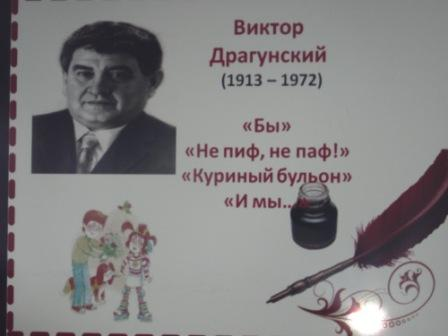 Виктор
Драгунский
(1913 – 1972)
«Бы»
«Не пиф, не паф!»
«Куриный бульон»
«И мы...»